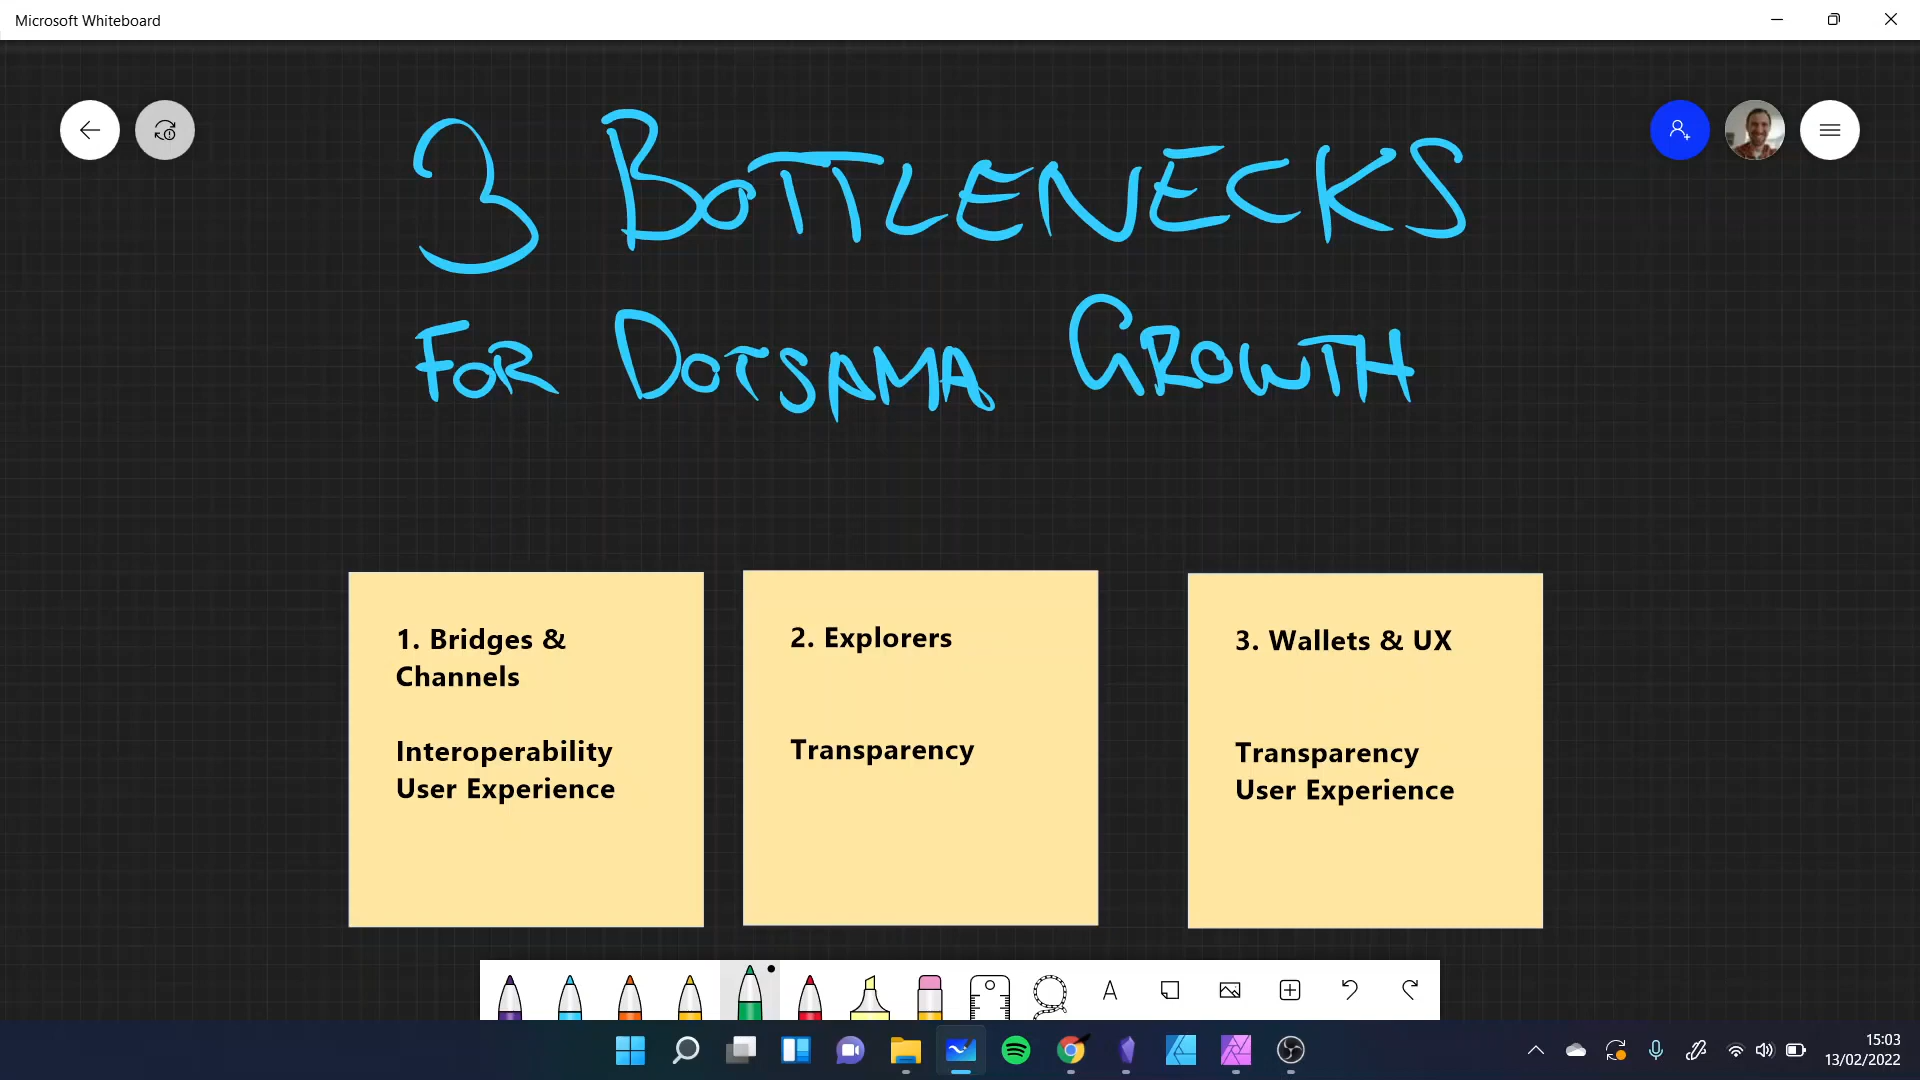 Microsoft Whiteboard
3 BOTTLENECKS
FOR DOTSAMA GROWTH
1. Bridges &
Channels
Interoperability
User Experience
2. Explorers
Transparency
3. Wallets & UX
Transparency
User Experience
A
15:03
13/02/2022